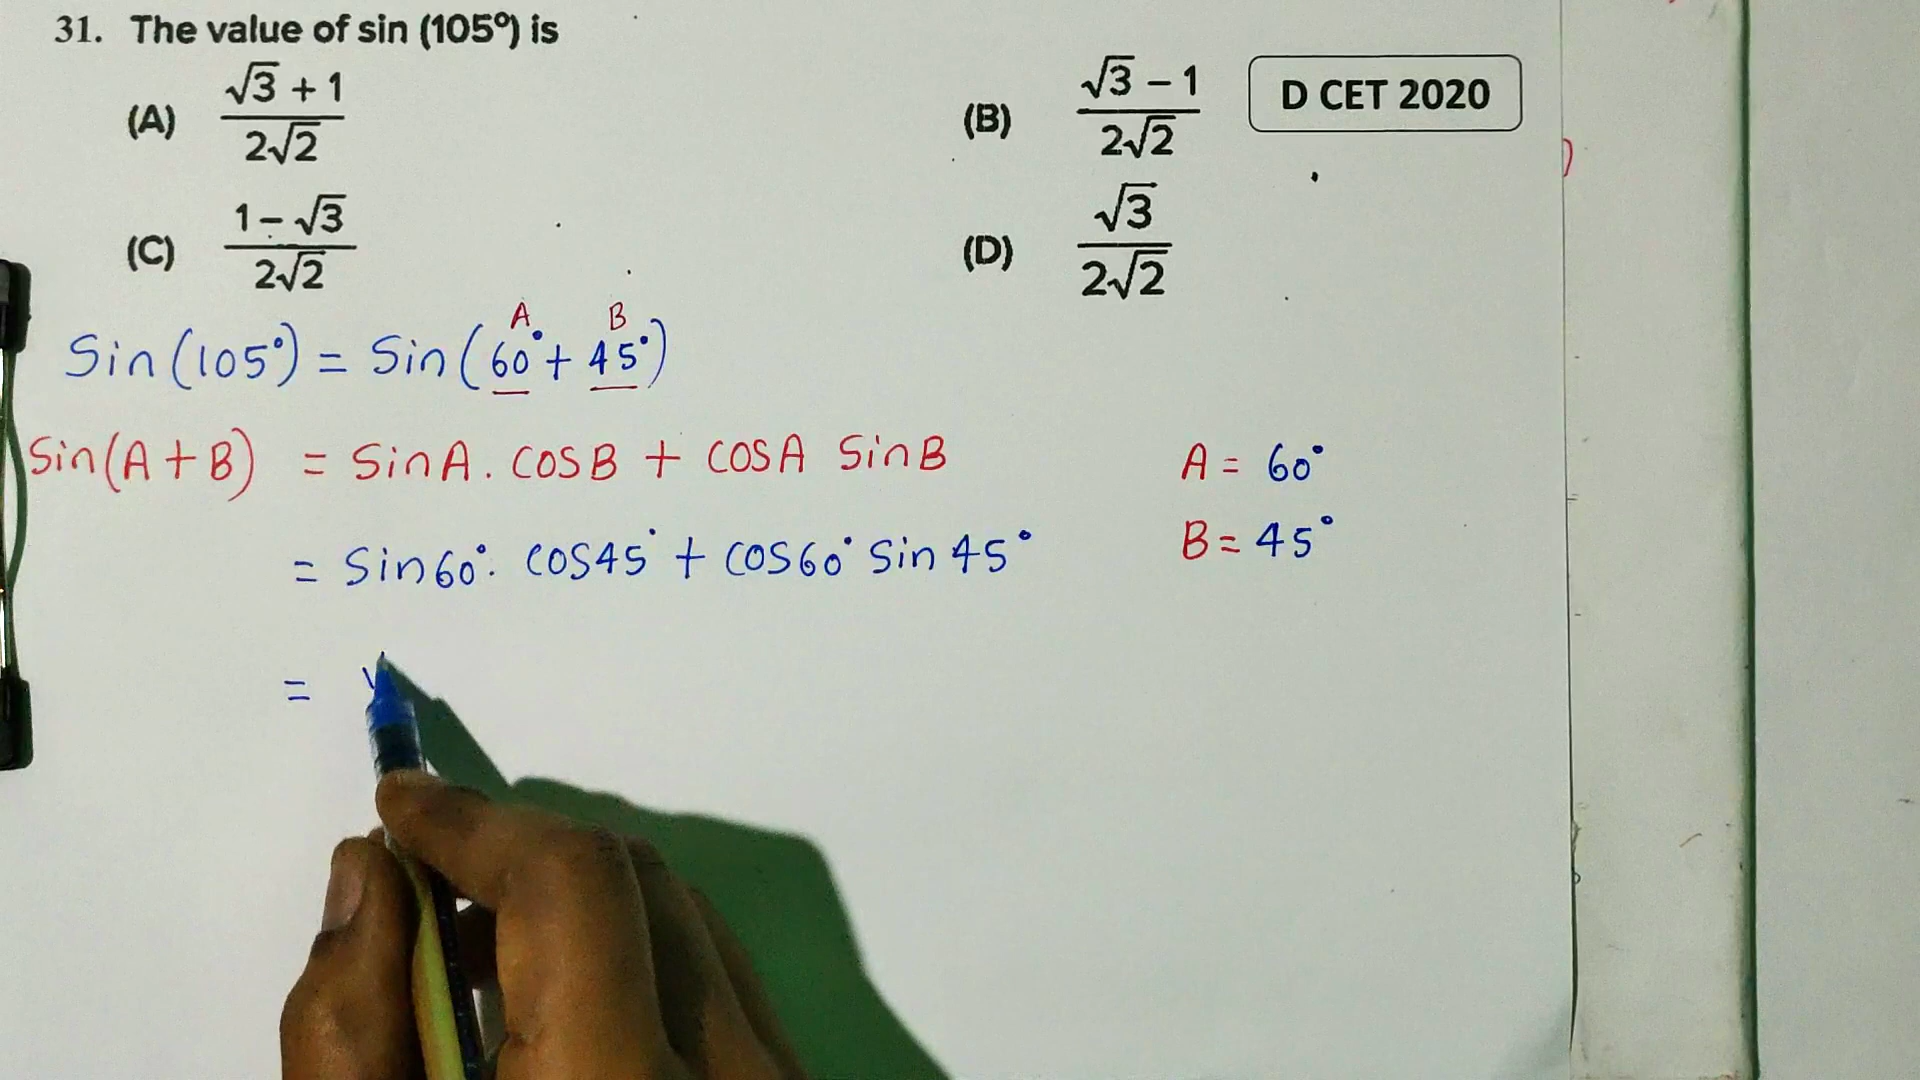 31. The value of sin (105°) is
(A) (√3 + 1)/(2√2)
(B) (√3 – 1)/(2√2)
D CET 2020
(C) (1 – √3)/(2√2)
(D) √3/(2√2)
A B
Sin(105°) = Sin(60° + 45°)
Sin(A+B) = SinA . COSB + COSA SinB
A = 60°
= Sin60° . COS45° + COS60° Sin 45°
B = 45°
=